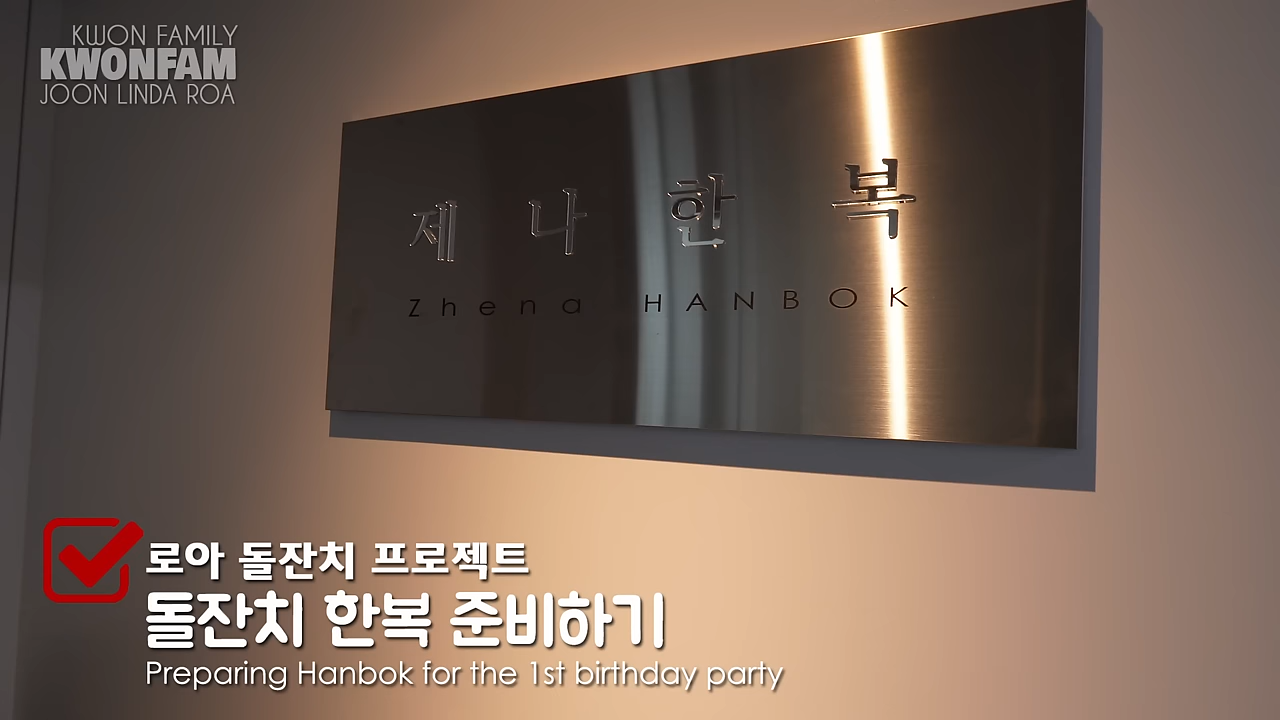 KWON FAMILY
KWONFAM
JOON LINDA ROA
제나한복
Zhena HANBOK
로아 돌잔치 프로젝트
돌잔치 한복 준비하기
Preparing Hanbok for the 1st birthday party